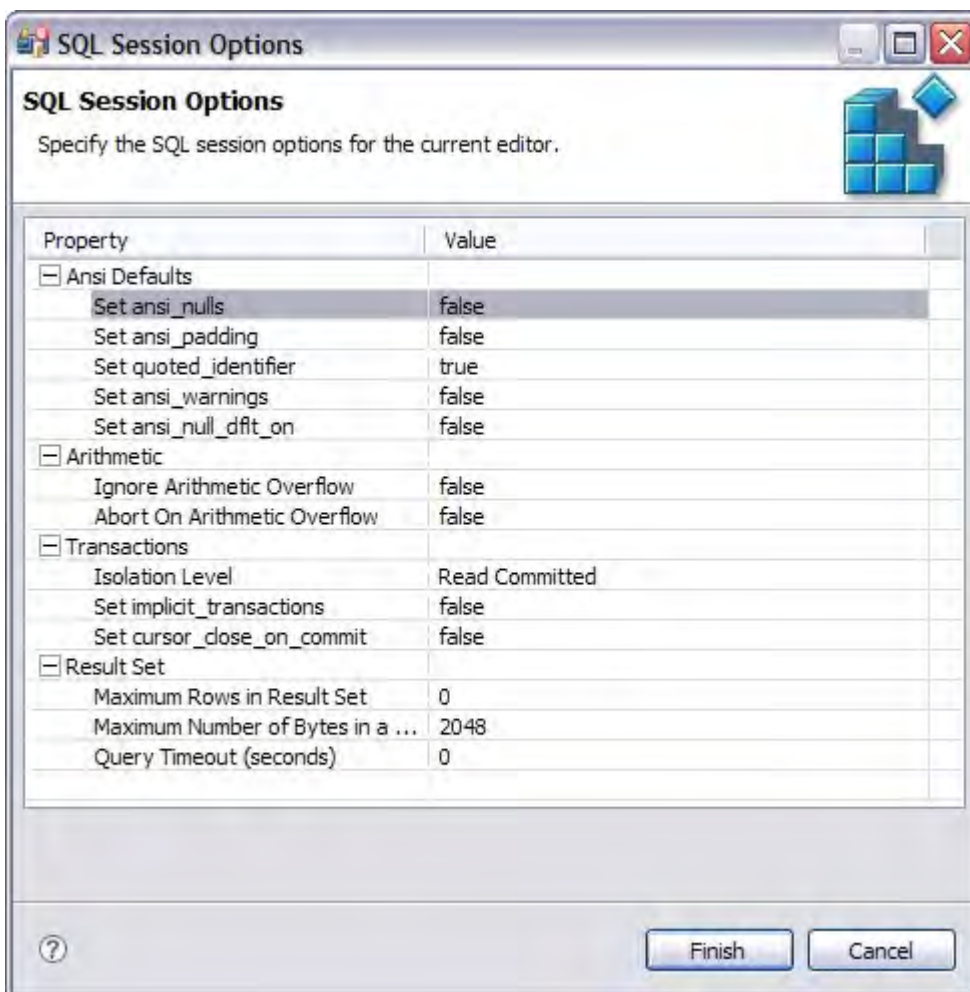 SQL Session Options
SQL Session Options
Specify the SQL session options for the current editor.
Property Value
Ansi Defaults
Set ansi_nulls false
Set ansi_padding false
Set quoted_identifier true
Set ansi_warnings false
Set ansi_null_dflt_on false
Arithmetic
Ignore Arithmetic Overflow false
Abort On Arithmetic Overflow false
Transactions
Isolation Level Read Committed
Set implicit_transactions false
Set cursor_close_on_commit false
Result Set
Maximum Rows in Result Set 0
Maximum Number of Bytes in a ... 2048
Query Timeout (seconds) 0
? Finish Cancel